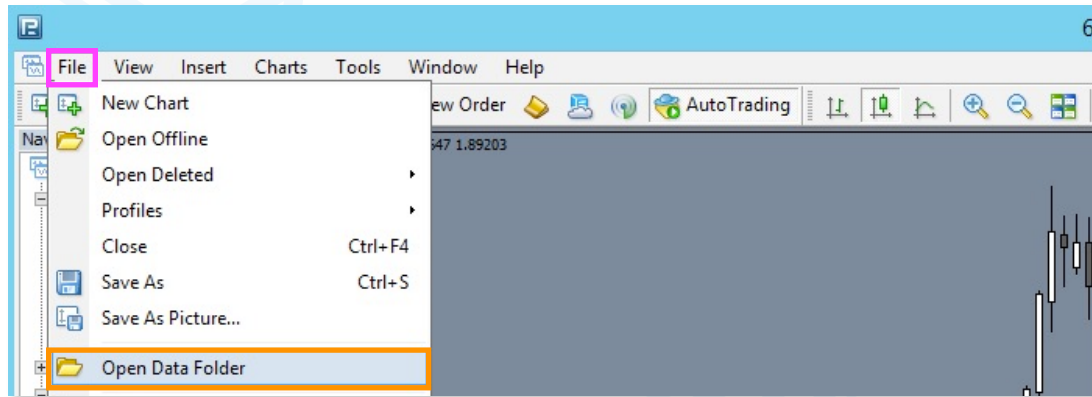 6
File View Insert Charts Tools Window Help
New Chart
ew Order AutoTrading
Nav
Open Offline
547 1.89203
Open Deleted
Profiles
Close Ctrl+F4
Save As Ctrl+S
Save As Picture...
Open Data Folder